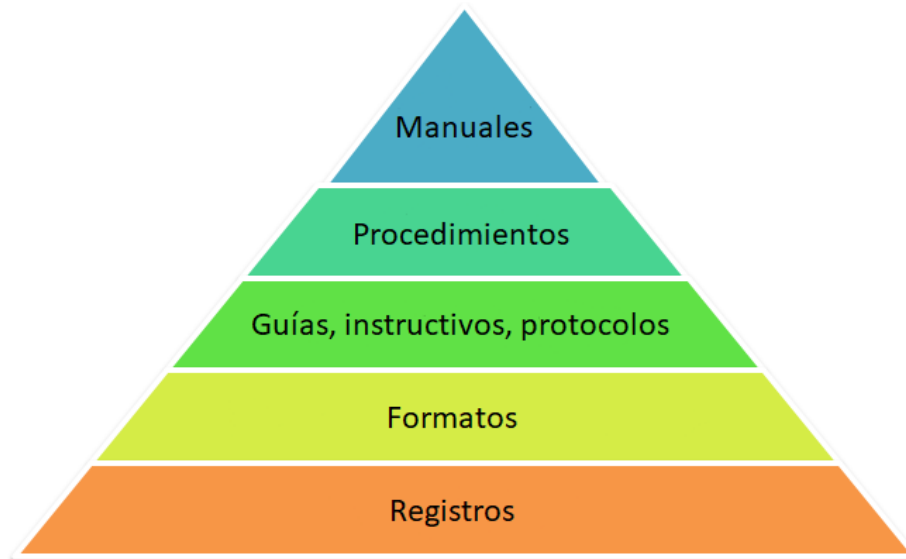 Manuales
Procedimientos
Guías, instructivos, protocolos
Formatos
Registros